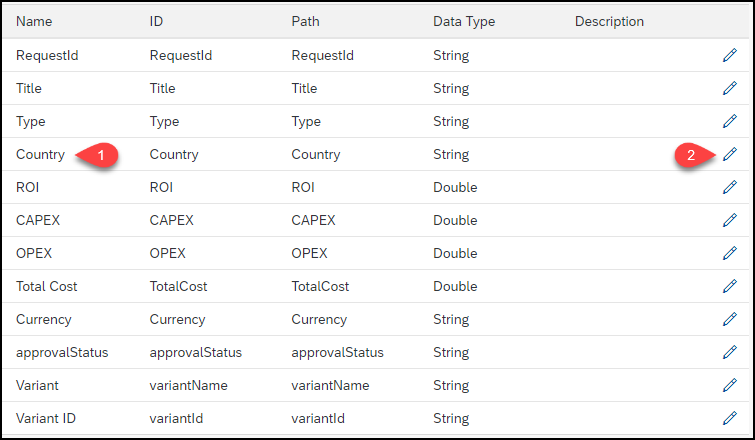 Name ID Path Data Type Description
RequestId RequestId RequestId String
Title Title Title String
Type Type Type String
Country 1 Country Country String 2
ROI ROI ROI Double
CAPEX CAPEX CAPEX Double
OPEX OPEX OPEX Double
Total Cost TotalCost TotalCost Double
Currency Currency Currency String
approvalStatus approvalStatus approvalStatus String
Variant variantName variantName String
Variant ID variantId variantId String